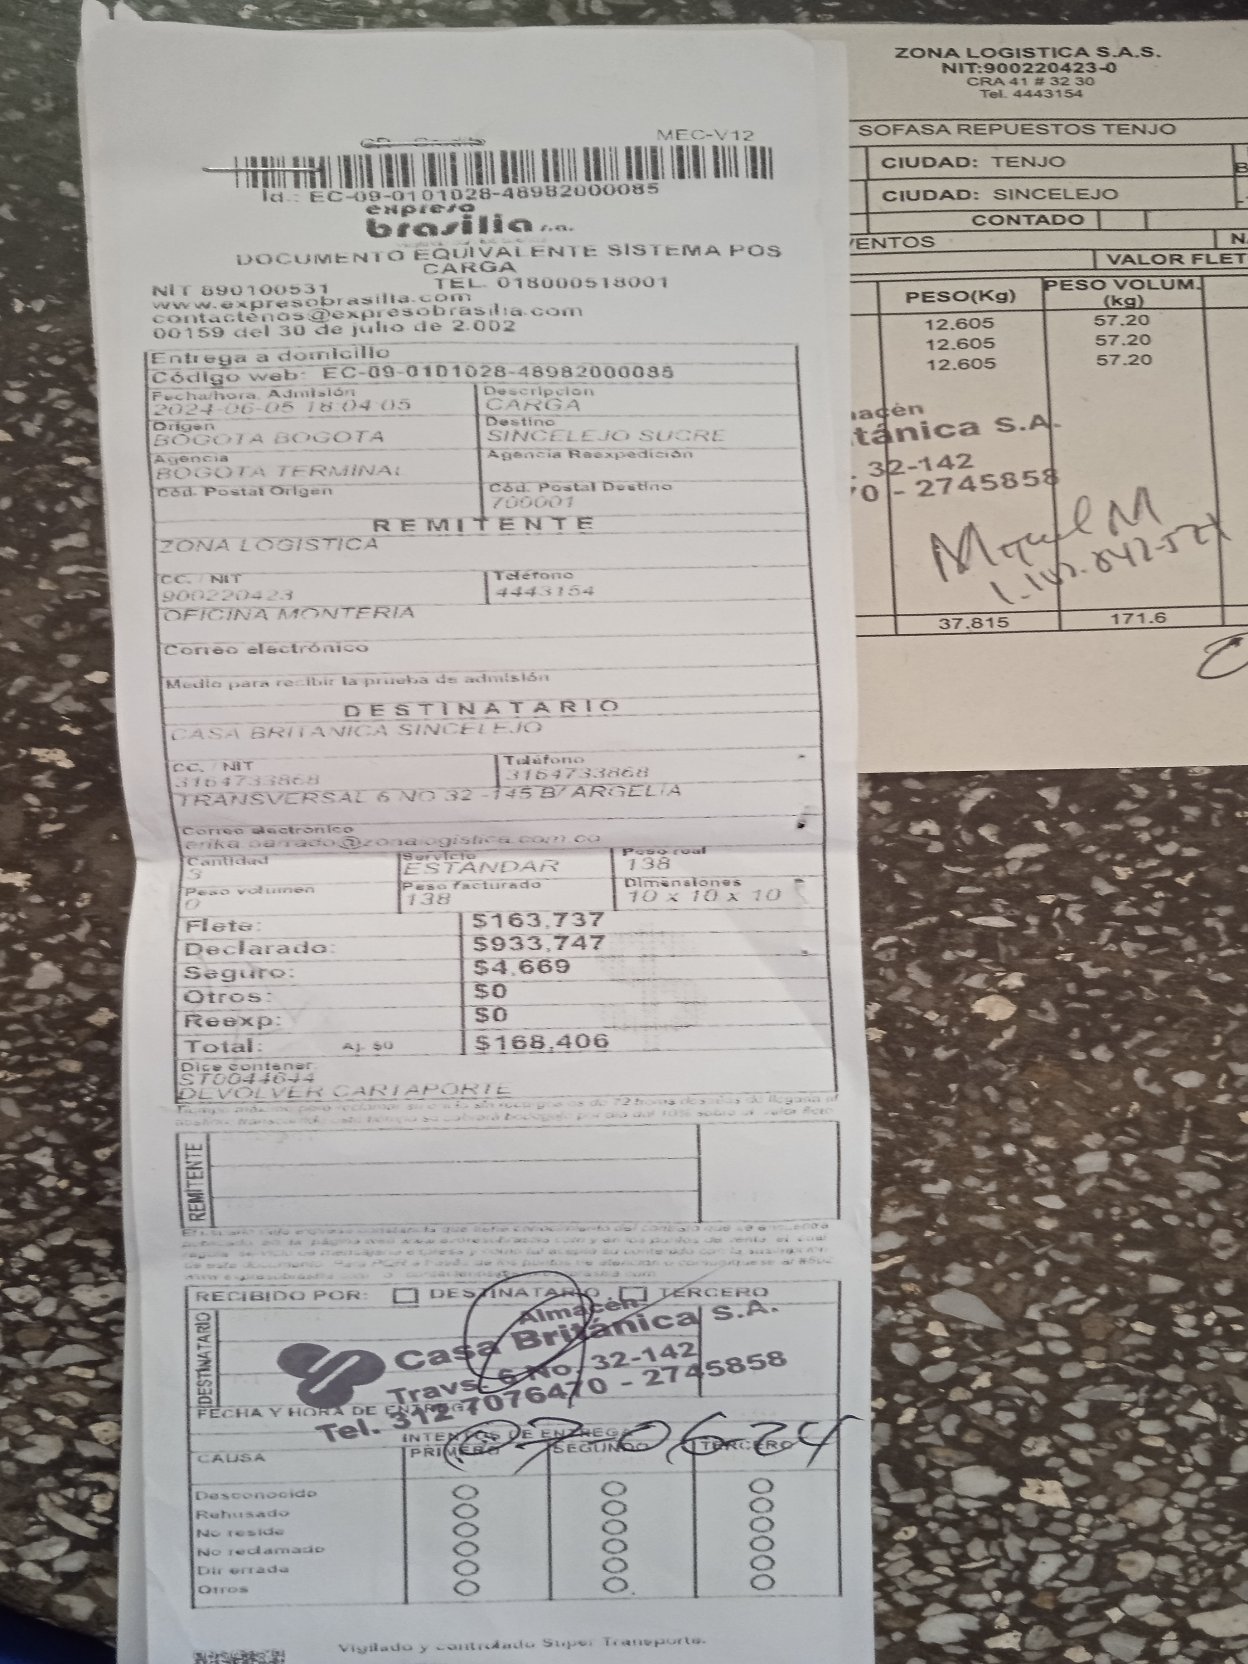 MEC-V12
Id.: EC-09-0101028-48982000085
expreso
brasilia s.a.
DOCUMENTO EQUIVALENTE SISTEMA POS
CARGA
NIT 890100531 TEL. 018000518001
www.expresobrasilia.com
contactenos@expresobrasilia.com
00159 del 30 de julio de 2.002
Entrega a domicilio
Código web: EC-09-0101028-48982000085
Fecha/hora. Admisión Descripción
2024-06-05 18:04:05 CARGA
Origen Destino
BOGOTA BOGOTA SINCELEJO SUCRE
Agencia Agencia Reexpedición
BOGOTA TERMINAL
Cód. Postal Origen Cód. Postal Destino
700001
REMITENTE
ZONA LOGISTICA
CC. / NIT Teléfono
900220423 4443154
OFICINA MONTERIA
Correo electrónico
Medio para recibir la prueba de admisión
DESTINATARIO
CASA BRITANICA SINCELEJO
CC. / NIT Teléfono
3164733868 3164733868
TRANSVERSAL 6 NO 32 -145 B/ ARGELIA
Correo electrónico
erika.barrado@zonalogistica.com.co
Cantidad Servicio Peso real
3 ESTANDAR 138
Peso volumen Peso facturado Dimensiones
0 138 10 x 10 x 10
Flete: $163,737
Declarado: $933,747
Seguro: $4,669
Otros: $0
Reexp: $0
Total: Aj. $0 $168,406
Dice contener:
ST0044644
DEVOLVER CARTAPORTE
REMITENTE
RECIBIDO POR: DESTINATARIO TERCERO
DESTINATARIO
Almacén
Casa Británica S.A.
Travs. 6 No. 32-142
Tel. 312 7076470 - 2745858
FECHA Y HORA DE ENTREGA
07-06-24
INTENTOS DE ENTREGA
CAUSA PRIMERO SEGUNDO TERCERO
Desconocido
Rehusado
No reside
No reclamado
Dir errada
Otros
Vigilado y controlado Super Transporte.
ZONA LOGISTICA S.A.S.
NIT:900220423-0
CRA 41 # 32 30
Tel. 4443154
SOFASA REPUESTOS TENJO
CIUDAD: TENJO
CIUDAD: SINCELEJO
CONTADO
ENTOS
VALOR FLET
PESO(Kg) PESO VOLUM.
(kg)
12.605 57.20
12.605 57.20
12.605 57.20
macén
tánica S.A.
32-142
70 - 2745858
Miguel M
37.815 171.6